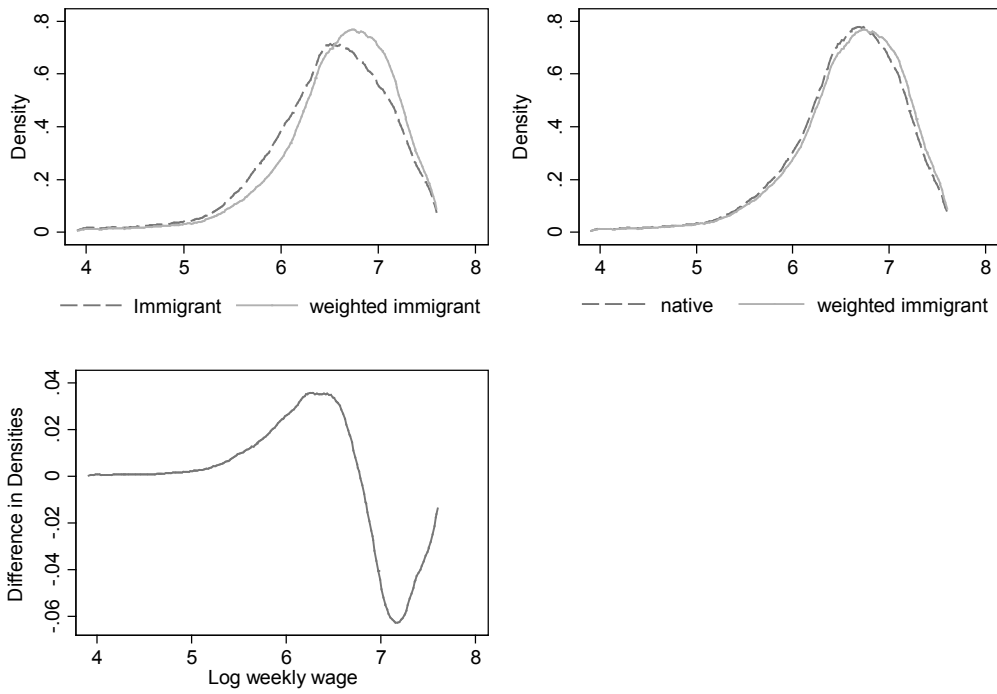 .8
.6
.4
.2
0
Density
4 5 6 7 8
Immigrant weighted immigrant
.8
.6
.4
.2
0
Density
4 5 6 7 8
native weighted immigrant
.04
.02
0
-.02
-.04
-.06
Difference in Densities
4 5 6 7 8
Log weekly wage